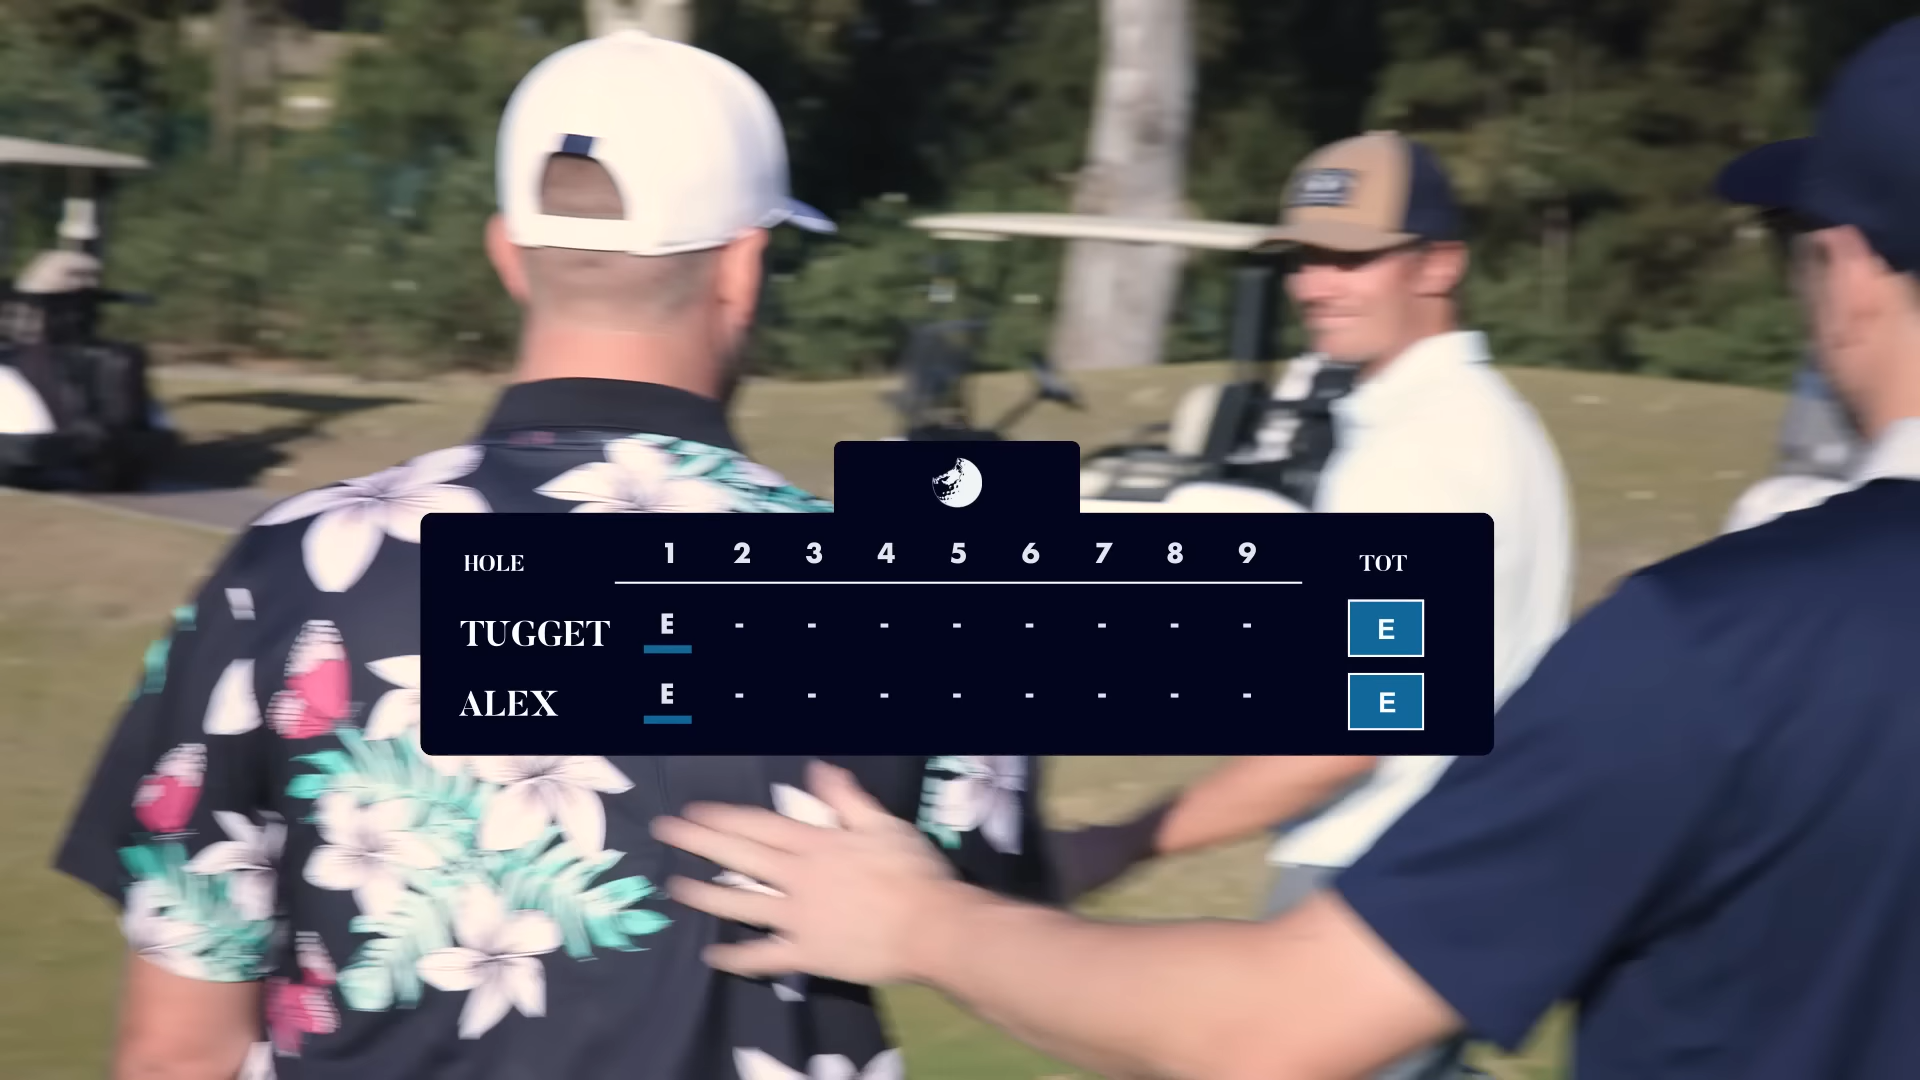 HOLE 1 2 3 4 5 6 7 8 9 TOT
TUGGET E - - - - - - - - E
ALEX E - - - - - - - - E